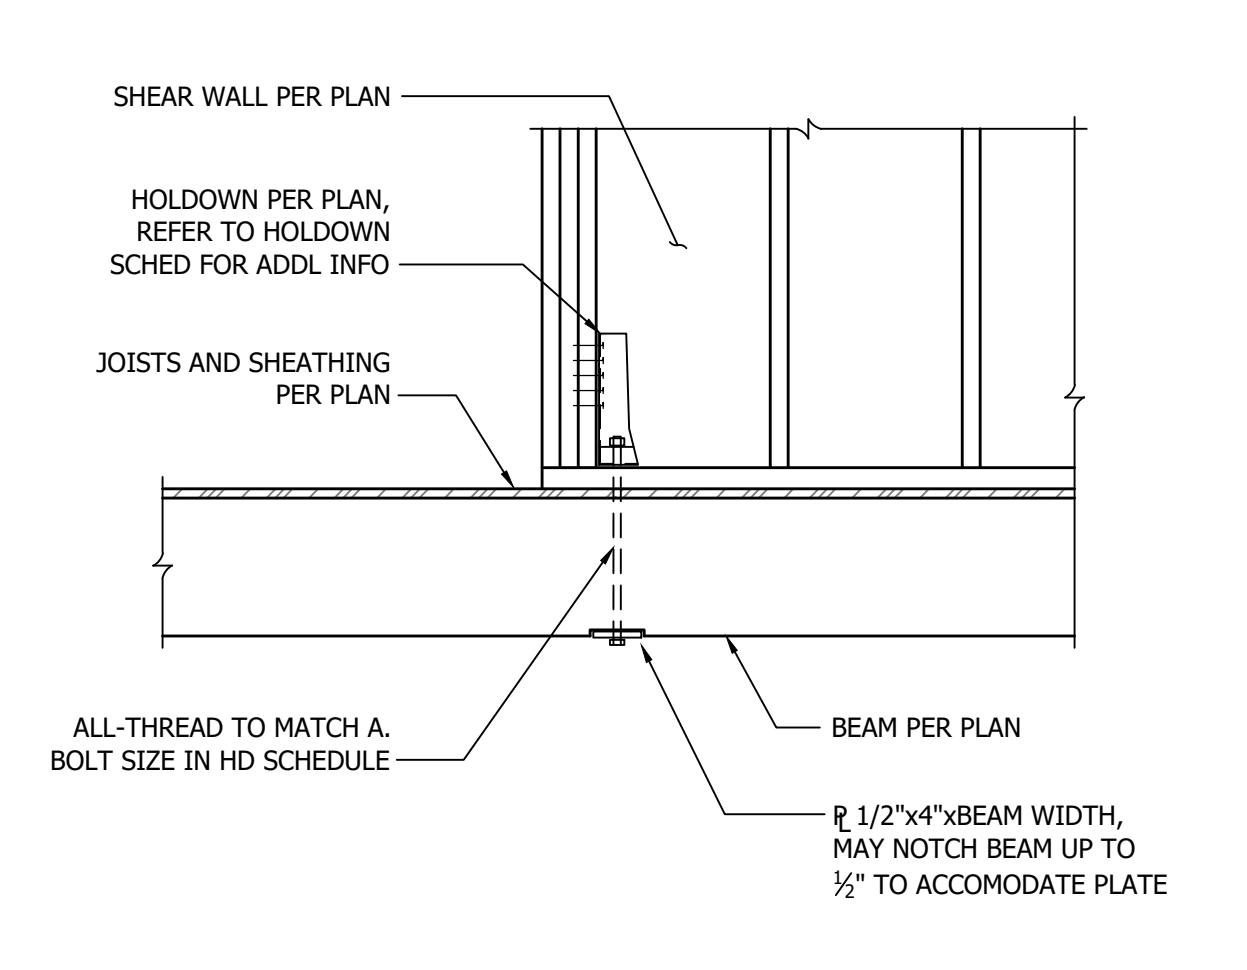 SHEAR WALL PER PLAN
HOLDOWN PER PLAN,
REFER TO HOLDOWN
SCHED FOR ADDL INFO
JOISTS AND SHEATHING
PER PLAN
ALL-THREAD TO MATCH A.
BOLT SIZE IN HD SCHEDULE
BEAM PER PLAN
PL 1/2"x4"xBEAM WIDTH,
MAY NOTCH BEAM UP TO
½" TO ACCOMODATE PLATE